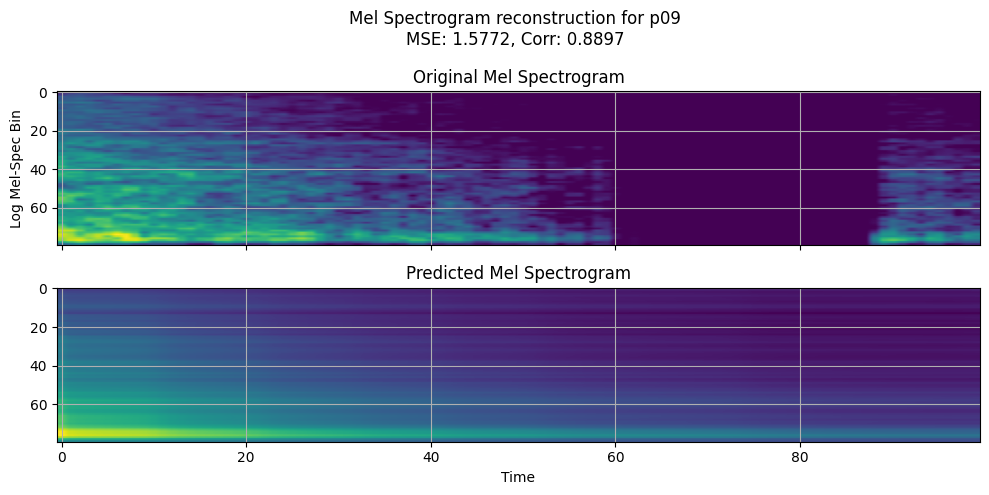 Mel Spectrogram reconstruction for p09
MSE: 1.5772, Corr: 0.8897
Original Mel Spectrogram
Log Mel-Spec Bin
0
20
40
60
Predicted Mel Spectrogram
0
20
40
60
0 20 40 60 80
Time